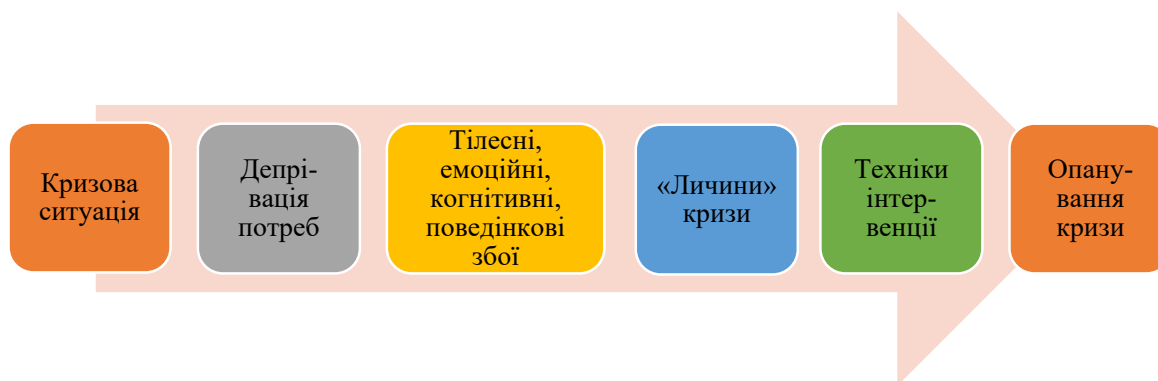 Кризова
ситуація
Депрі-
вація
потреб
Тілесні,
емоційні,
когнітивні,
поведінкові
збої
«Личини»
кризи
Техніки
інтер-
венції
Опану-
вання
кризи